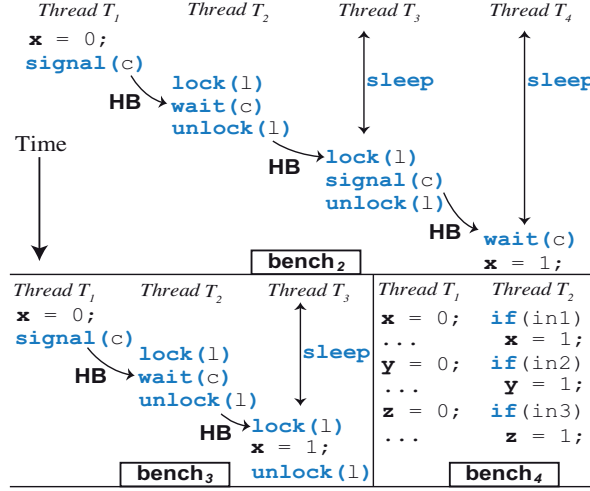 Thread T1 Thread T2 Thread T3 Thread T4
x = 0;
signal(c)
HB
lock(l)
wait(c)
unlock(l)
sleep
sleep
Time
HB
lock(l)
signal(c)
unlock(l)
HB
wait(c)
x = 1;
bench2
Thread T1 Thread T2 Thread T3
x = 0;
signal(c)
HB
lock(l)
wait(c)
unlock(l)
sleep
HB
lock(l)
x = 1;
unlock(l)
bench3
Thread T1 Thread T2
x = 0; if(in1)
... x = 1;
y = 0; if(in2)
... y = 1;
z = 0; if(in3)
... z = 1;
bench4